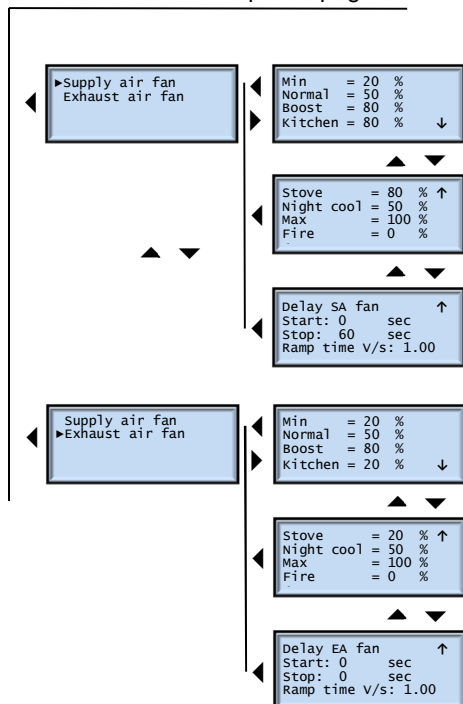 ►Supply air fan
Exhaust air fan
Min = 20 %
Normal = 50 %
Boost = 80 %
Kitchen = 80 % ↓
Stove = 80 % ↑
Night cool = 50 %
Max = 100 %
Fire = 0 %
Delay SA fan ↑
Start: 0 sec
Stop: 60 sec
Ramp time V/s: 1.00
Supply air fan
►Exhaust air fan
Min = 20 %
Normal = 50 %
Boost = 80 %
Kitchen = 20 % ↓
Stove = 20 % ↑
Night cool = 50 %
Max = 100 %
Fire = 0 %
Delay EA fan ↑
Start: 0 sec
Stop: 0 sec
Ramp time V/s: 1.00